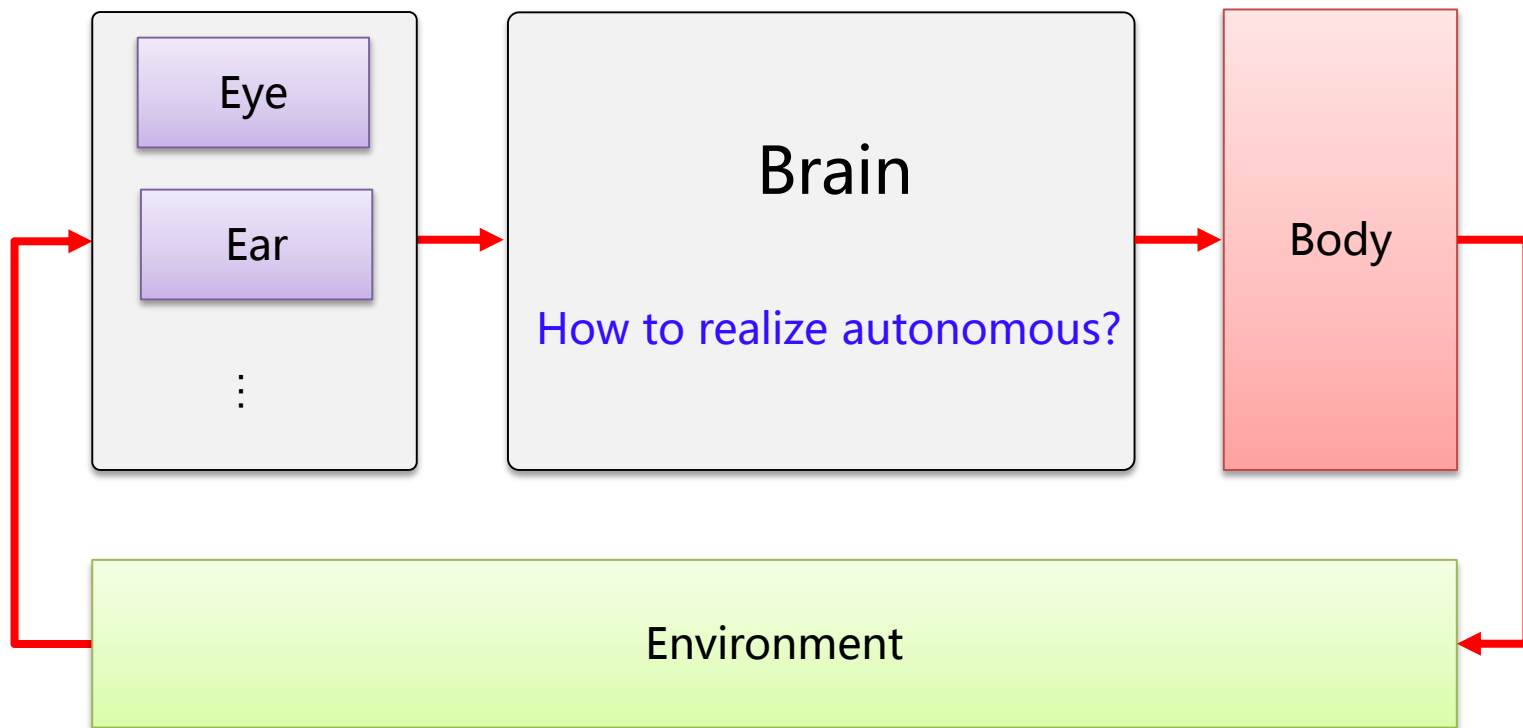 Eye
Ear
⋮
Brain
How to realize autonomous?
Body
Environment